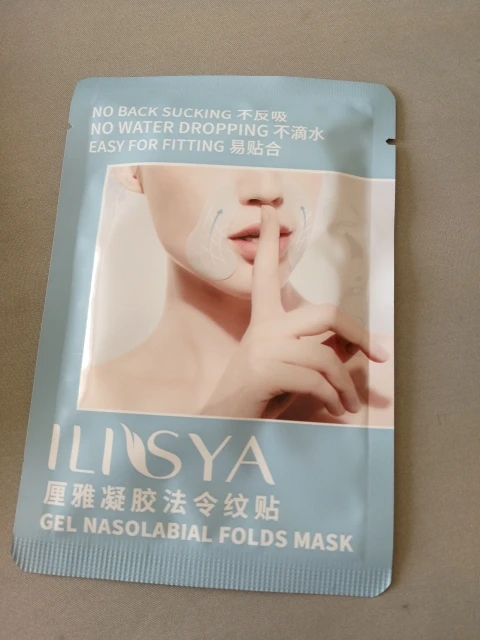 NO BACK SUCKING 不反吸
NO WATER DROPPING 不滴水
EASY FOR FITTING 易贴合
ILISYA
厘雅凝胶法令纹贴
GEL NASOLABIAL FOLDS MASK